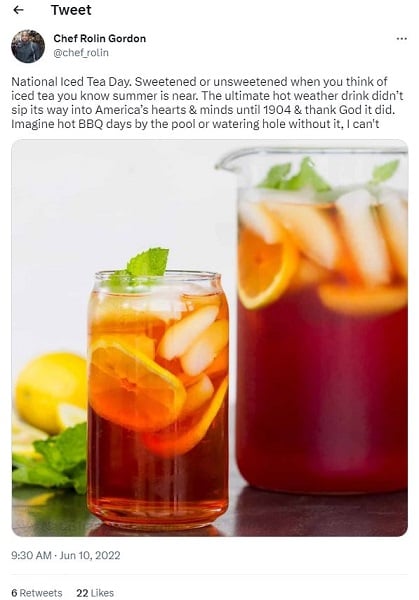 Tweet
Chef Rolin Gordon
@chef_rolin
National Iced Tea Day. Sweetened or unsweetened when you think of
iced tea you know summer is near. The ultimate hot weather drink didn't
sip its way into America's hearts & minds until 1904 & thank God it did.
Imagine hot BBQ days by the pool or watering hole without it, I can't
9:30 AM · Jun 10, 2022
6 Retweets 22 Likes